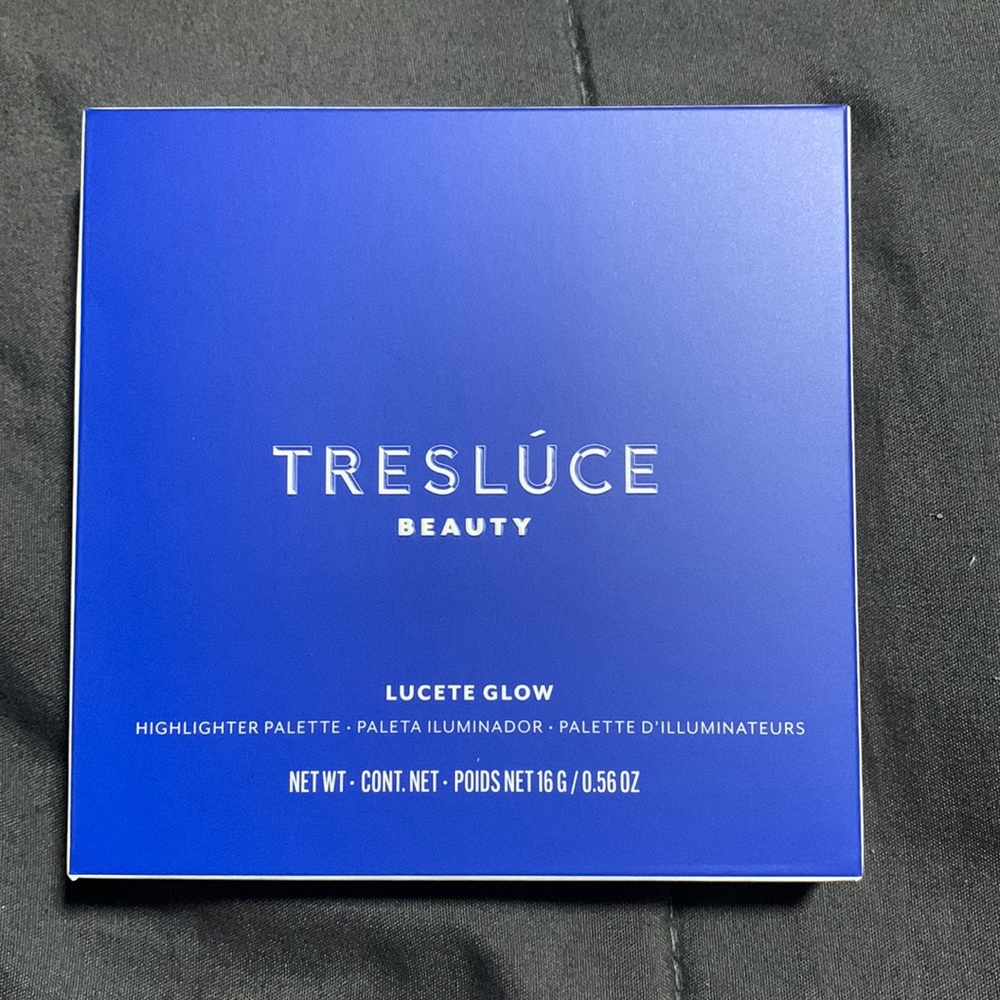 TRESLÚCE
BEAUTY
LUCETE GLOW
HIGHLIGHTER PALETTE · PALETA ILUMINADOR · PALETTE D'ILLUMINATEURS
NET WT · CONT. NET · POIDS NET 16 G / 0.56 OZ